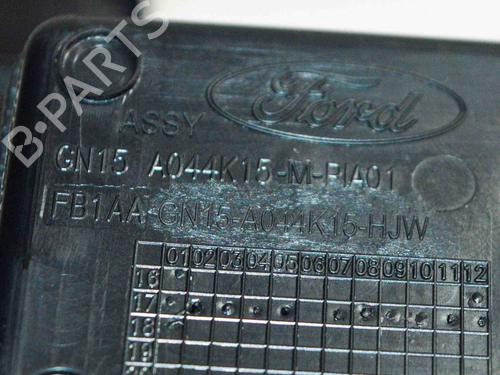 B-PARTS
Ford
ASSY
GN15 A044K15-M-PIA01
FB1AA GN15-A044K15-HJW
01 02 03 04 05 06 07 08 09 10 11 12
16
17
18
19